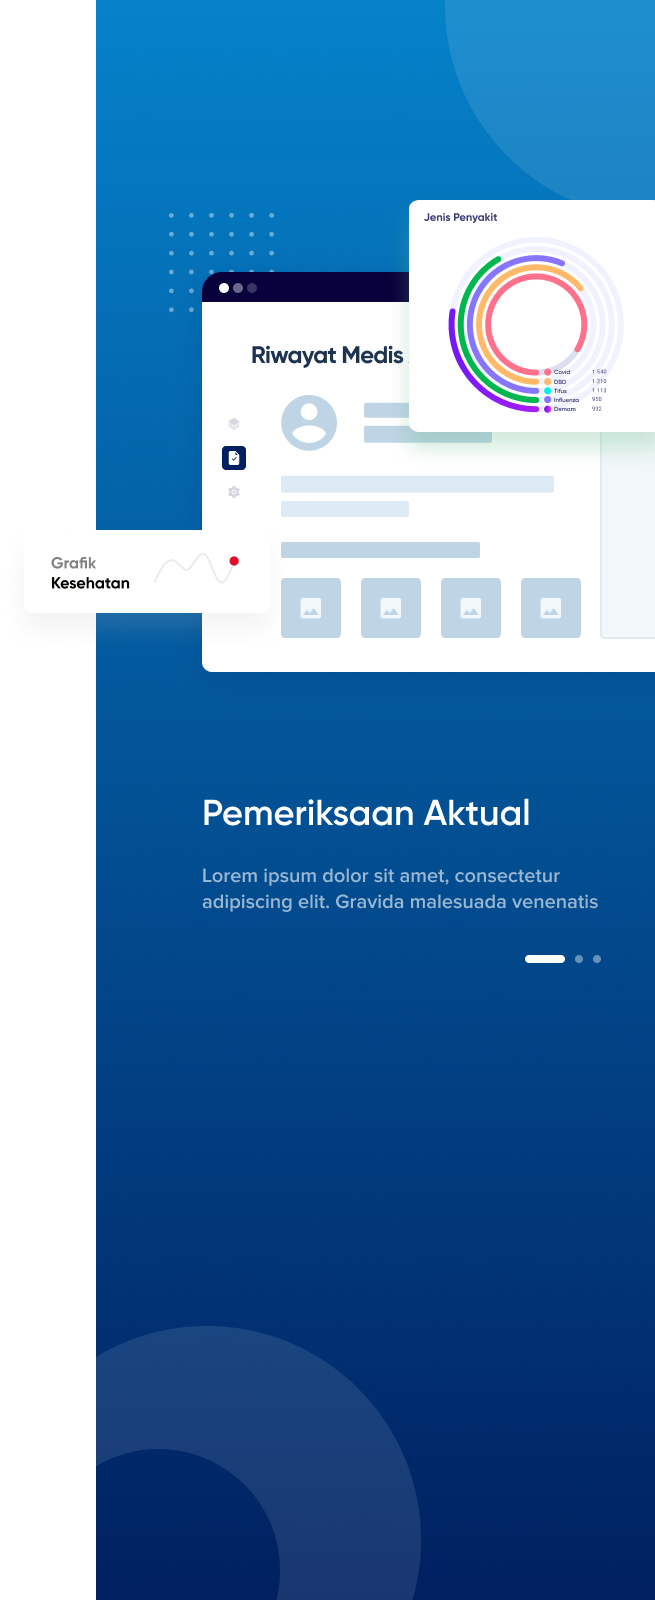 Jenis Penyakit
Riwayat Medis
Covid 1 540
DBD 1 210
Tifus 1 113
Influenza 950
Demam 932
Grafik
Kesehatan
Pemeriksaan Aktual
Lorem ipsum dolor sit amet, consectetur
adipiscing elit. Gravida malesuada venenatis